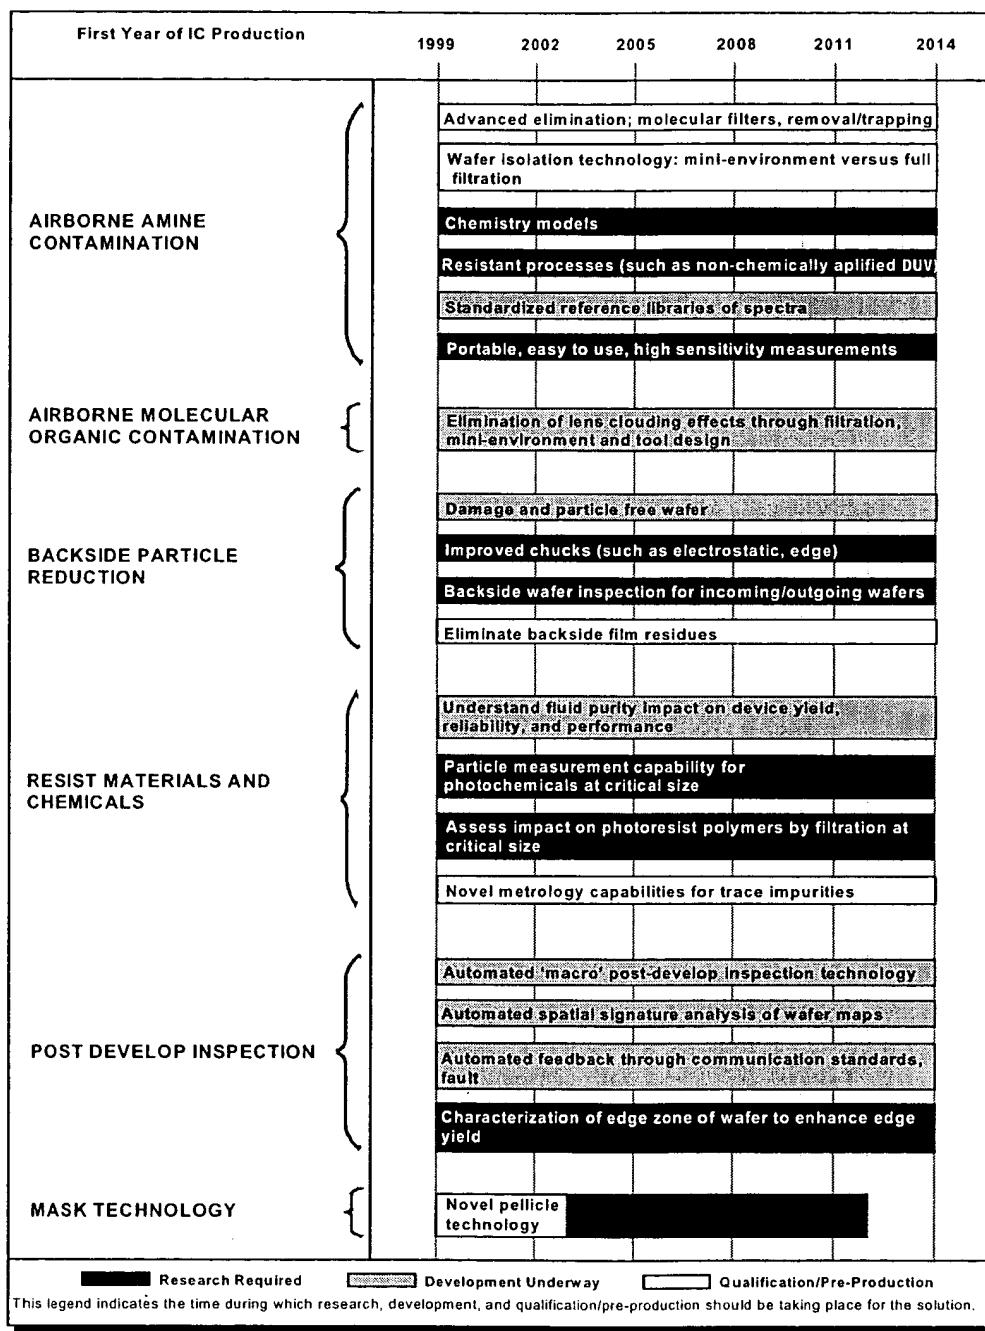 First Year of IC Production
1999 2002 2005 2008 2011 2014
AIRBORNE AMINE
CONTAMINATION
Advanced elimination; molecular filters, removal/trapping
Wafer isolation technology: mini-environment versus full
filtration
Chemistry models
Resistant processes (such as non-chemically aplified DUV)
Standardized reference libraries of spectra
Portable, easy to use, high sensitivity measurements
AIRBORNE MOLECULAR
ORGANIC CONTAMINATION
Elimination of lens clouding effects through filtration,
mini-environment and tool design
BACKSIDE PARTICLE
REDUCTION
Damage and particle free wafer
Improved chucks (such as electrostatic, edge)
Backside wafer inspection for incoming/outgoing wafers
Eliminate backside film residues
RESIST MATERIALS AND
CHEMICALS
Understand fluid purity impact on device yield,
reliability, and performance
Particle measurement capability for
photochemicals at critical size
Assess impact on photoresist polymers by filtration at
critical size
Novel metrology capabilities for trace impurities
POST DEVELOP INSPECTION
Automated 'macro' post-develop inspection technology
Automated spatial signature analysis of wafer maps
Automated feedback through communication standards,
fault
Characterization of edge zone of wafer to enhance edge
yield
MASK TECHNOLOGY
Novel pellicle
technology
Research Required Development Underway Qualification/Pre-Production
This legend indicates the time during which research, development, and qualification/pre-production should be taking place for the solution.